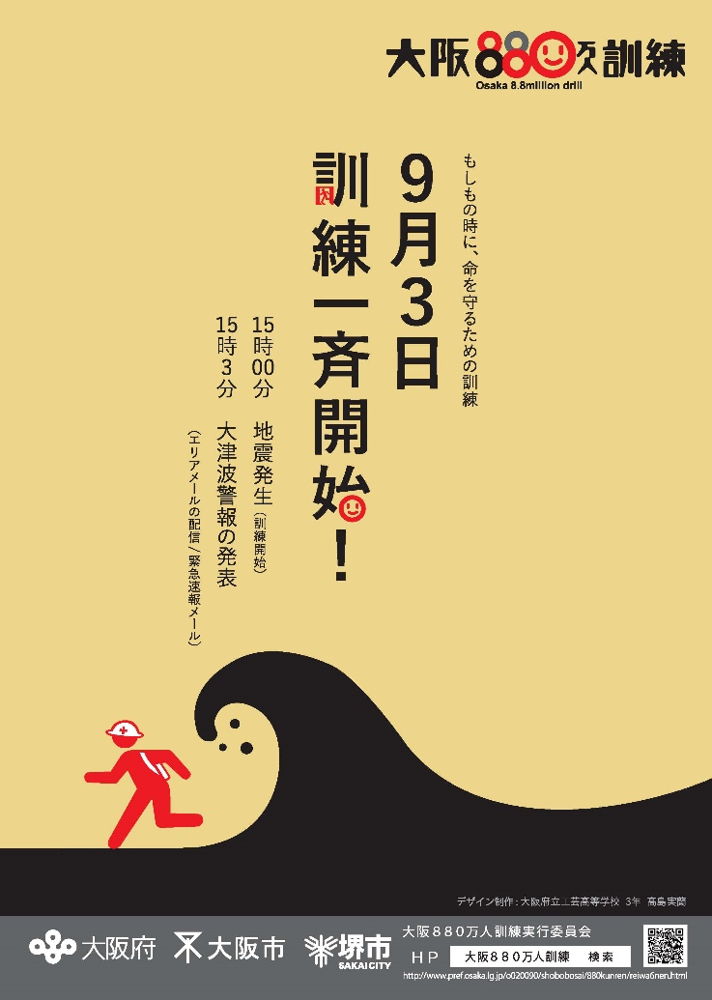 大阪880万人訓練
Osaka 8.8million drill
もしもの時に、命を守るための訓練
9月3日
訓練一斉開始！
15時00分 地震発生（訓練開始）
15時3分 大津波警報の発表
（エリアメールの配信/緊急速報メール）
デザイン制作：大阪府立工芸高等学校 3年 髙島実蘭
大阪府
大阪市
堺市
SAKAI CITY
大阪８８０万人訓練実行委員会
ＨＰ 大阪８８０万人訓練 検索
http://www.pref.osaka.lg.jp/o020090/shobobosai/880kunren/reiwa6nen.html